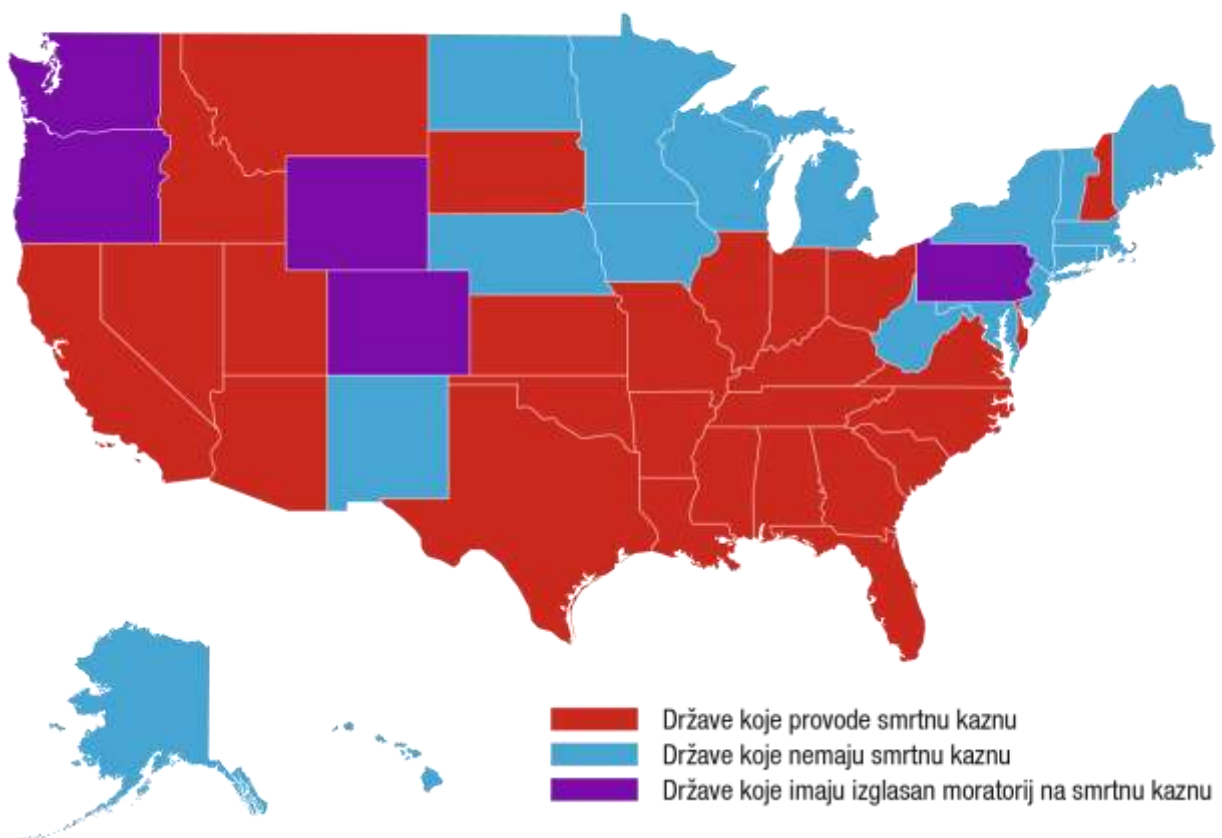 Države koje provode smrtnu kaznu
Države koje nemaju smrtnu kaznu
Države koje imaju izglasan moratorij na smrtnu kaznu